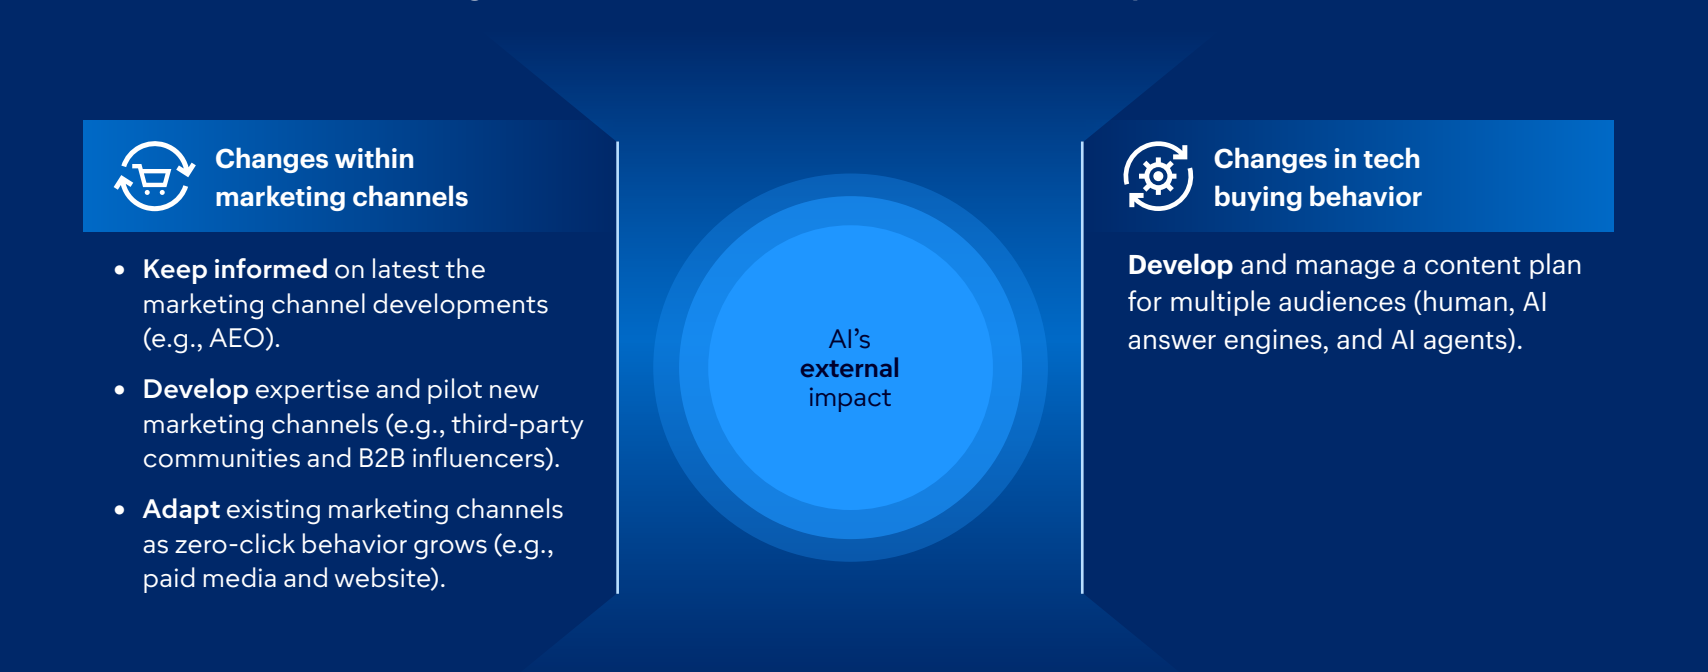 Changes within
marketing channels
• Keep informed on latest the
marketing channel developments
(e.g., AEO).
• Develop expertise and pilot new
marketing channels (e.g., third-party
communities and B2B influencers).
• Adapt existing marketing channels
as zero-click behavior grows (e.g.,
paid media and website).
AI’s
external
impact
Changes in tech
buying behavior
Develop and manage a content plan
for multiple audiences (human, AI
answer engines, and AI agents).